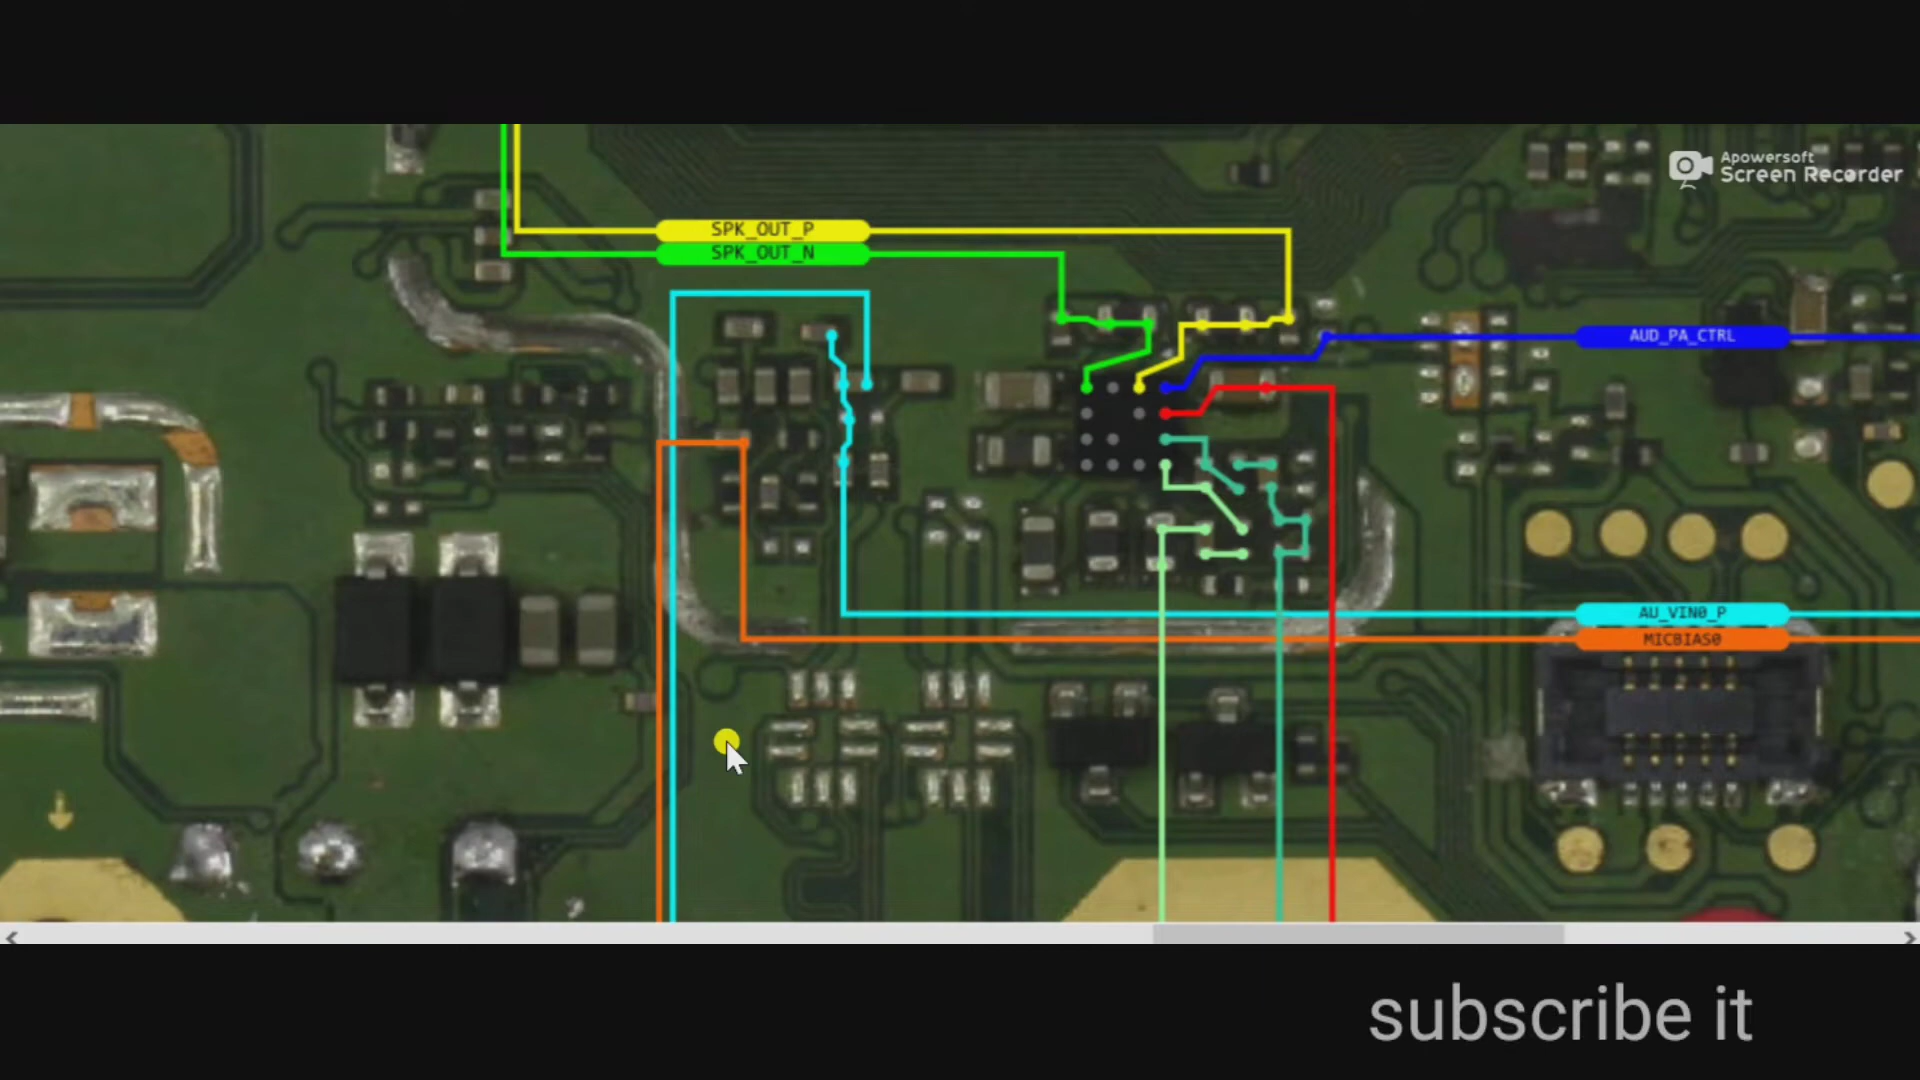 Apowersoft
Screen Recorder
SPK_OUT_P
SPK_OUT_N
AUD_PA_CTRL
AU_VIN0_P
MICBIAS0
subscribe it